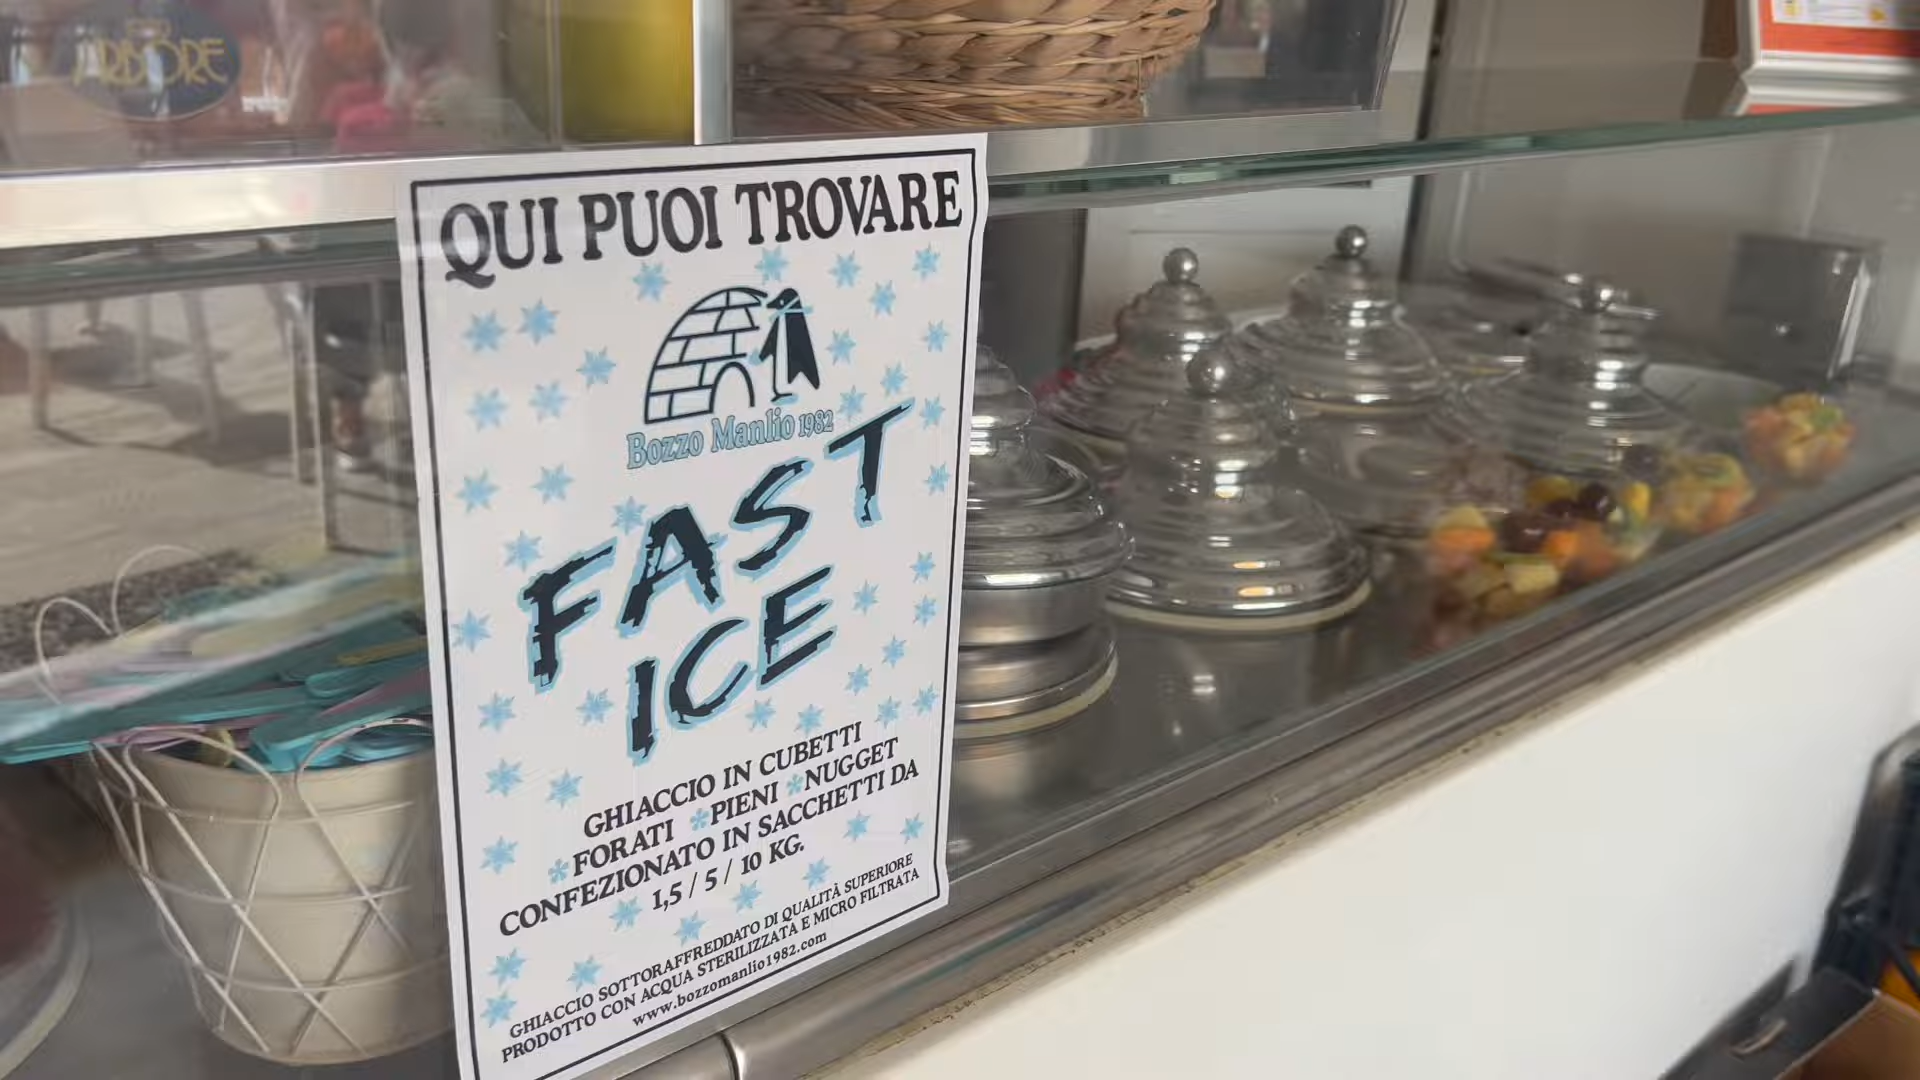 ARBORE
QUI PUOI TROVARE
Bozzo Manlio 1982
FAST
ICE
GHIACCIO IN CUBETTI
*FORATI *PIENI *NUGGET
CONFEZIONATO IN SACCHETTI DA
1,5 / 5 / 10 KG.
GHIACCIO SOTTORAFFREDDATO DI QUALITÀ SUPERIORE
PRODOTTO CON ACQUA STERILIZZATA E MICRO FILTRATA
www.bozzomanlio1982.com